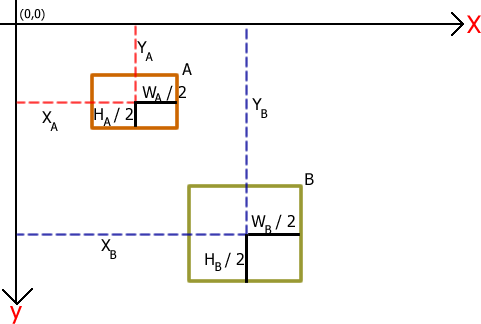 (0,0)
X
Y_A
A
W_A / 2
X_A
H_A / 2
Y_B
B
W_B / 2
X_B
H_B / 2
y